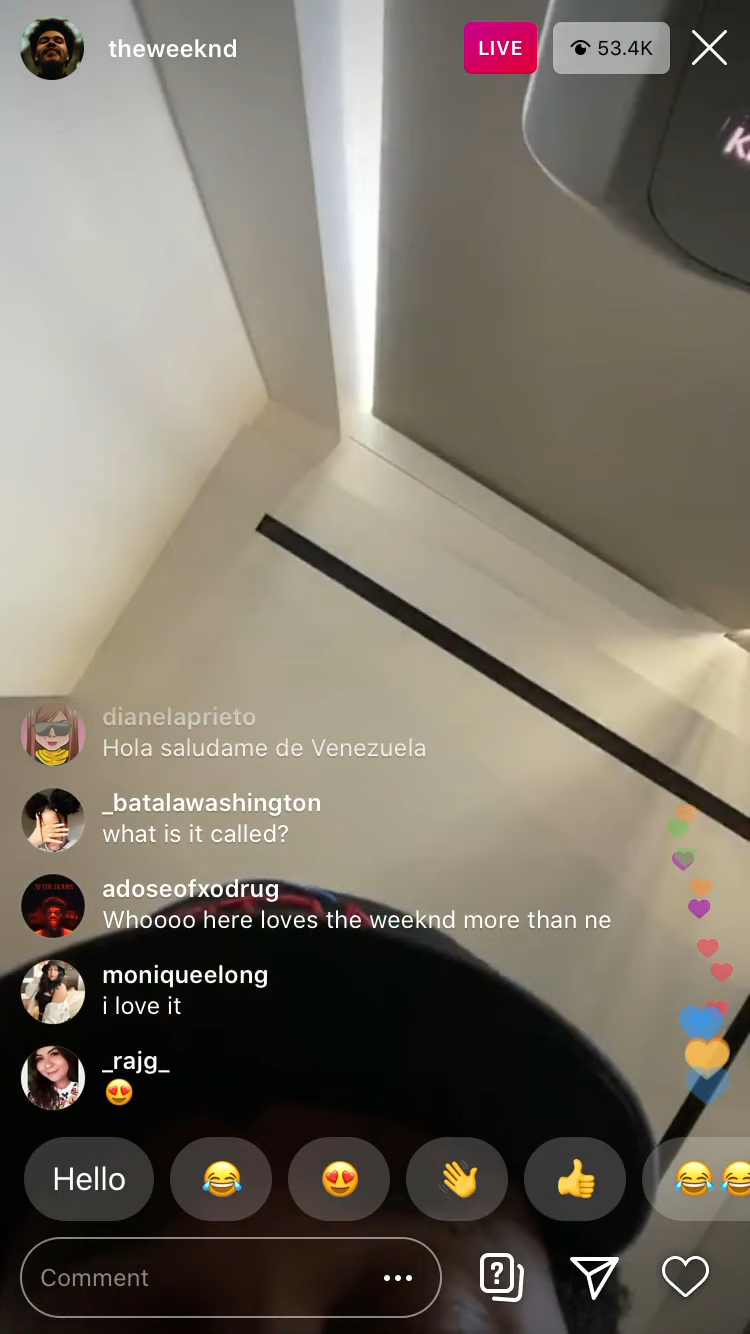 theweeknd
LIVE
53.4K
dianelaprieto
Hola saludame de Venezuela
_batalawashington
what is it called?
adoseofxodrug
Whoooo here loves the weeknd more than ne
moniqueelong
i love it
_rajg_
😍
Hello 😂 😍 👋 👍 😂😂
Comment